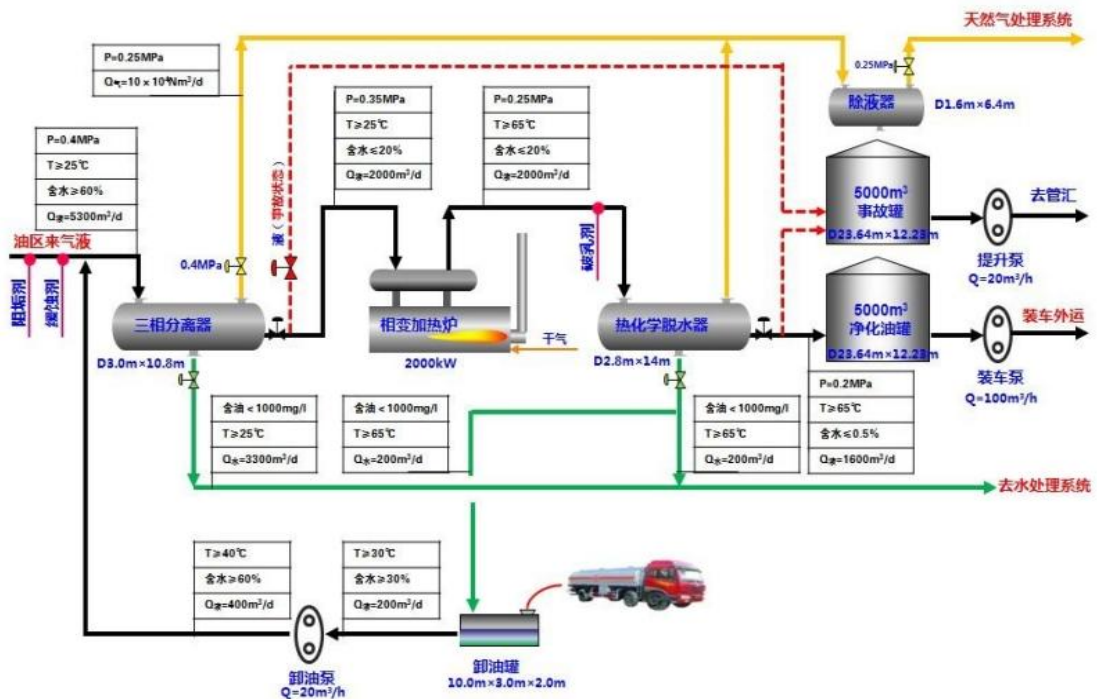 天然气处理系统
P=0.25MPa
Q气=10×10⁴Nm³/d
0.25MPa
除液器
D1.6m×6.4m
P=0.4MPa
T≥25℃
含水≥60%
Q液=5300m³/d
P=0.35MPa
T≥25℃
含水≤20%
Q液=2000m³/d
P=0.25MPa
T≥65℃
含水≤20%
Q液=2000m³/d
液（事故状态）
5000m³
事故罐
D23.64m×12.23m
去管汇
提升泵
Q=20m³/h
油区来气液
阻垢剂
缓蚀剂
0.4MPa
破乳剂
三相分离器
D3.0m×10.8m
相变加热炉
2000kW
干气
热化学脱水器
D2.8m×14m
5000m³
净化油罐
D23.64m×12.23m
装车外运
装车泵
Q=100m³/h
含油＜1000mg/l
T≥25℃
Q水=3300m³/d
含油＜1000mg/l
T≥65℃
Q水=200m³/d
含油＜1000mg/l
T≥65℃
Q水=200m³/d
P=0.2MPa
T≥65℃
含水≤0.5%
Q液=1600m³/d
去水处理系统
T≥40℃
含水≥60%
Q液=400m³/d
T≥30℃
含水≥30%
Q液=200m³/d
卸油泵
Q=20m³/h
卸油罐
10.0m×3.0m×2.0m